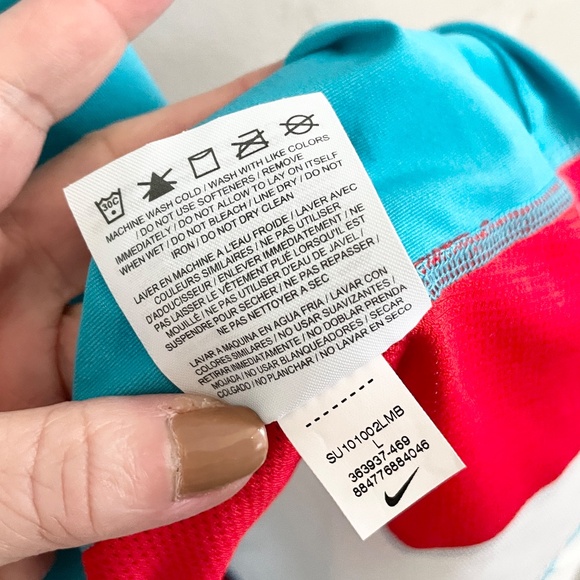 30C
MACHINE WASH COLD / WASH WITH LIKE COLORS
/ DO NOT USE SOFTENERS / REMOVE
IMMEDIATELY / DO NOT ALLOW TO LAY ON ITSELF
WHEN WET / DO NOT BLEACH / LINE DRY / DO NOT
IRON / DO NOT DRY CLEAN
LAVER EN MACHINE A L'EAU FROIDE / LAVER AVEC
COULEURS SIMILAIRES / NE PAS UTILISER
D'ADOUCISSEUR / ENLEVER IMMEDIATEMENT / NE
PAS LAISSER LE VÊTEMENT PLIÉ LORSQU'IL EST
MOUILLÉ / NE PAS UTILISER D'EAU DE JAVEL /
SUSPENDRE POUR SECHER / NE PAS REPASSER /
NE PAS NETTOYER A SEC
LAVAR A MAQUINA EN AGUA FRIA / LAVAR CON
COLORES SIMILARES / NO USAR SUAVIZANTES /
RETIRAR IMMEDIATAMENTE / NO DOBLAR PRENDA
MOJADA / NO USAR BLANQUEADORES / SECAR
COLGADO / NO PLANCHAR / NO LAVAR EN SECO
SU101002LMB
L
363937-469
884776884046